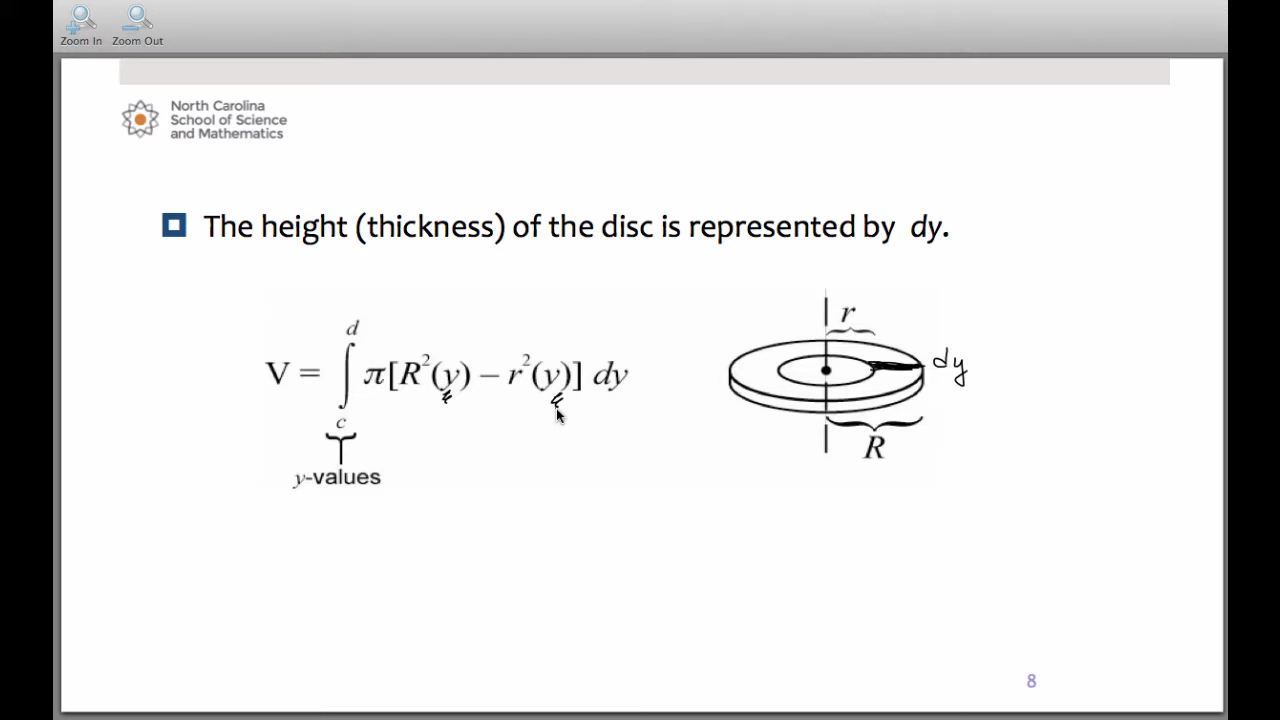 Zoom In Zoom Out
North Carolina
School of Science
and Mathematics
The height (thickness) of the disc is represented by dy.
d
V = ∫ π[R²(y) – r²(y)] dy
c
y-values
r
dy
R
8